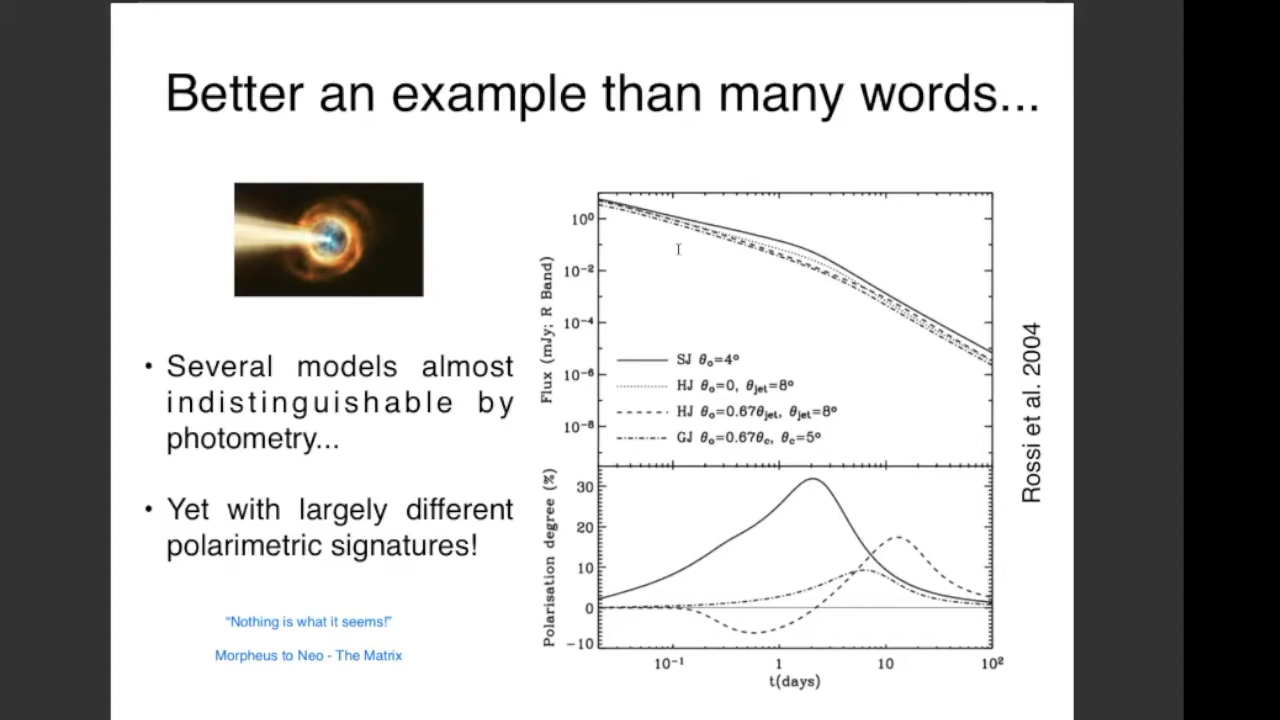 Better an example than many words...
• Several models almost
indistinguishable by
photometry...
• Yet with largely different
polarimetric signatures!
“Nothing is what it seems!”
Morpheus to Neo - The Matrix
Flux (mJy; R Band)
10⁰
10⁻²
10⁻⁴
10⁻⁶
10⁻⁸
SJ θₒ=4°
HJ θₒ=0, θjet=8°
HJ θₒ=0.67θjet, θjet=8°
GJ θₒ=0.67θc, θc=5°
Polarisation degree (%)
30
20
10
0
−10
10⁻¹ 1 10 10²
t(days)
Rossi et al. 2004